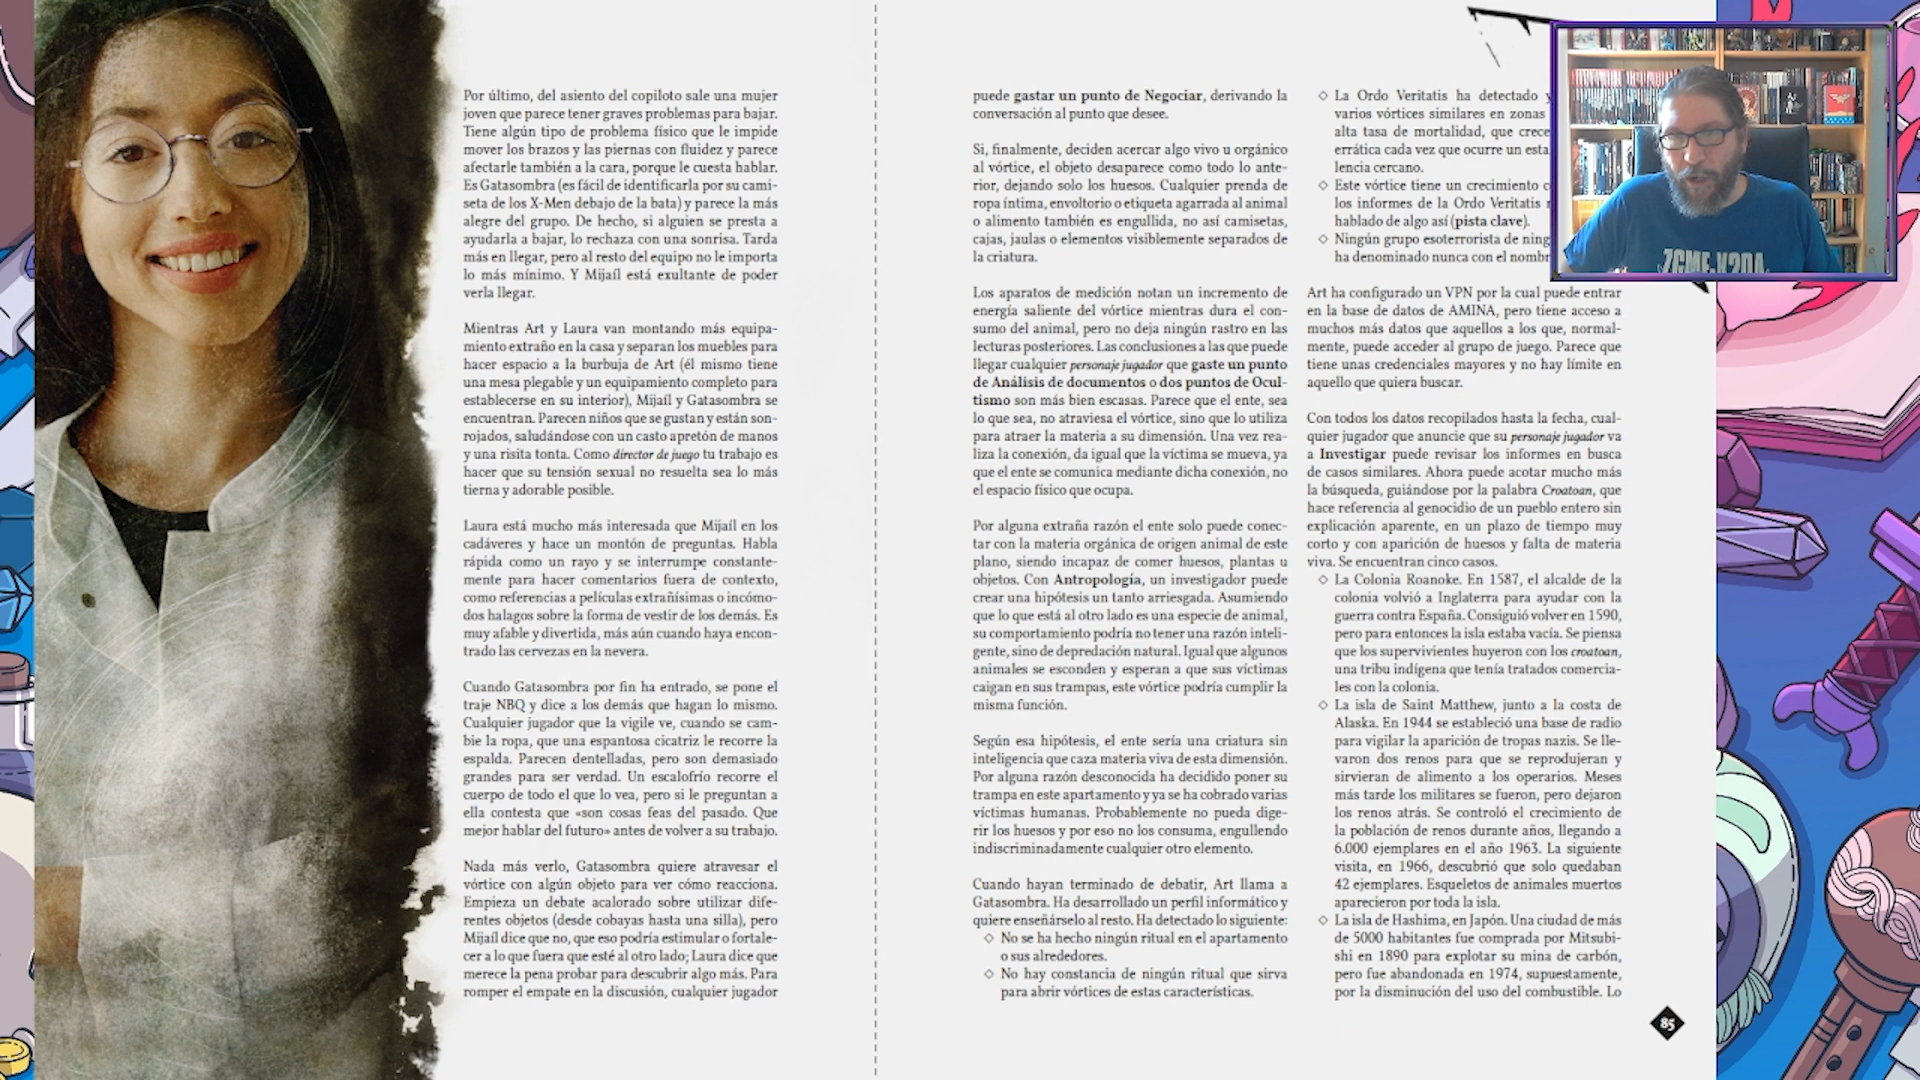 Por último, del asiento del copiloto sale una mujer
joven que parece tener graves problemas para bajar.
Tiene algún tipo de problema físico que le impide
mover los brazos y las piernas con fluidez y parece
afectarle también a la cara, porque le cuesta hablar.
Es Gatasombra (es fácil de identificarla por su cami-
seta de los X-Men debajo de la bata) y parece la más
alegre del grupo. De hecho, si alguien se presta a
ayudarla a bajar, lo rechaza con una sonrisa. Tarda
más en llegar, pero al resto del equipo no le importa
lo más mínimo. Y Mijaíl está exultante de poder
verla llegar.
Mientras Art y Laura van montando más equipa-
miento extraño en la casa y separan los muebles para
hacer espacio a la burbuja de Art (él mismo tiene
una mesa plegable y un equipamiento completo para
establecerse en su interior), Mijaíl y Gatasombra se
encuentran. Parecen niños que se gustan y están son-
rojados, saludándose con un casto apretón de manos
y una risita tonta. Como director de juego tu trabajo es
hacer que su tensión sexual no resuelta sea lo más
tierna y adorable posible.
Laura está mucho más interesada que Mijaíl en los
cadáveres y hace un montón de preguntas. Habla
rápida como un rayo y se interrumpe constante-
mente para hacer comentarios fuera de contexto,
como referencias a películas extrañísimas o incómo-
dos halagos sobre la forma de vestir de los demás. Es
muy afable y divertida, más aún cuando haya encon-
trado las cervezas en la nevera.
Cuando Gatasombra por fin ha entrado, se pone el
traje NBQ y dice a los demás que hagan lo mismo.
Cualquier jugador que la vigile ve, cuando se cam-
bie la ropa, que una espantosa cicatriz le recorre la
espalda. Parecen dentelladas, pero son demasiado
grandes para ser verdad. Un escalofrío recorre el
cuerpo de todo el que lo vea, pero si le preguntan a
ella contesta que «son cosas feas del pasado. Que
mejor hablar del futuro» antes de volver a su trabajo.
Nada más verlo, Gatasombra quiere atravesar el
vórtice con algún objeto para ver cómo reacciona.
Empieza un debate acalorado sobre utilizar dife-
rentes objetos (desde cobayas hasta una silla), pero
Mijaíl dice que no, que eso podría estimular o fortale-
cer a lo que fuera que esté al otro lado; Laura dice que
merece la pena probar para descubrir algo más. Para
romper el empate en la discusión, cualquier jugador
puede gastar un punto de Negociar, derivando la
conversación al punto que desee.
Si, finalmente, deciden acercar algo vivo u orgánico
al vórtice, el objeto desaparece como todo lo ante-
rior, dejando solo los huesos. Cualquier prenda de
ropa íntima, envoltorio o etiqueta agarrada al animal
o alimento también es engullida, no así camisetas,
cajas, jaulas o elementos visiblemente separados de
la criatura.
Los aparatos de medición notan un incremento de
energía saliente del vórtice mientras dura el con-
sumo del animal, pero no deja ningún rastro en las
lecturas posteriores. Las conclusiones a las que puede
llegar cualquier personaje jugador que gaste un punto
de Análisis de documentos o dos puntos de Ocul-
tismo son más bien escasas. Parece que el ente, sea
lo que sea, no atraviesa el vórtice, sino que lo utiliza
para atraer la materia a su dimensión. Una vez rea-
liza la conexión, da igual que la víctima se mueva, ya
que el ente se comunica mediante dicha conexión, no
el espacio físico que ocupa.
Por alguna extraña razón el ente solo puede conec-
tar con la materia orgánica de origen animal de este
plano, siendo incapaz de comer huesos, plantas u
objetos. Con Antropología, un investigador puede
crear una hipótesis un tanto arriesgada. Asumiendo
que lo que está al otro lado es una especie de animal,
su comportamiento podría no tener una razón inteli-
gente, sino de depredación natural. Igual que algunos
animales se esconden y esperan a que sus víctimas
caigan en sus trampas, este vórtice podría cumplir la
misma función.
Según esa hipótesis, el ente sería una criatura sin
inteligencia que caza materia viva de esta dimensión.
Por alguna razón desconocida ha decidido poner su
trampa en este apartamento y ya se ha cobrado varias
víctimas humanas. Probablemente no pueda dige-
rir los huesos y por eso no los consuma, engullendo
indiscriminadamente cualquier otro elemento.
Cuando hayan terminado de debatir, Art llama a
Gatasombra. Ha desarrollado un perfil informático y
quiere enseñárselo al resto. Ha detectado lo siguiente:
◇ No se ha hecho ningún ritual en el apartamento
o sus alrededores.
◇ No hay constancia de ningún ritual que sirva
para abrir vórtices de estas características.
◇ La Ordo Veritatis ha detectado y
varios vórtices similares en zonas
alta tasa de mortalidad, que crece
errática cada vez que ocurre un esta
lencia cercano.
◇ Este vórtice tiene un crecimiento c
los informes de la Ordo Veritatis
hablado de algo así (pista clave).
◇ Ningún grupo esoterrorista de ning
ha denominado nunca con el nombr
Art ha configurado un VPN por la cual puede entrar
en la base de datos de AMINA, pero tiene acceso a
muchos más datos que aquellos a los que, normal-
mente, puede acceder al grupo de juego. Parece que
tiene unas credenciales mayores y no hay límite en
aquello que quiera buscar.
Con todos los datos recopilados hasta la fecha, cual-
quier jugador que anuncie que su personaje jugador va
a Investigar puede revisar los informes en busca
de casos similares. Ahora puede acotar mucho más
la búsqueda, guiándose por la palabra Croatoan, que
hace referencia al genocidio de un pueblo entero sin
explicación aparente, en un plazo de tiempo muy
corto y con aparición de huesos y falta de materia
viva. Se encuentran cinco casos.
◇ La Colonia Roanoke. En 1587, el alcalde de la
colonia volvió a Inglaterra para ayudar con la
guerra contra España. Consiguió volver en 1590,
pero para entonces la isla estaba vacía. Se piensa
que los supervivientes huyeron con los croatoan,
una tribu indígena que tenía tratados comercia-
les con la colonia.
◇ La isla de Saint Matthew, junto a la costa de
Alaska. En 1944 se estableció una base de radio
para vigilar la aparición de tropas nazis. Se lle-
varon dos renos para que se reprodujeran y
sirvieran de alimento a los operarios. Meses
más tarde los militares se fueron, pero dejaron
los renos atrás. Se controló el crecimiento de
la población de renos durante años, llegando a
6.000 ejemplares en el año 1963. La siguiente
visita, en 1966, descubrió que solo quedaban
42 ejemplares. Esqueletos de animales muertos
aparecieron por toda la isla.
◇ La isla de Hashima, en Japón. Una ciudad de más
de 5000 habitantes fue comprada por Mitsubi-
shi en 1890 para explotar su mina de carbón,
pero fue abandonada en 1974, supuestamente,
por la disminución del uso del combustible. Lo
85